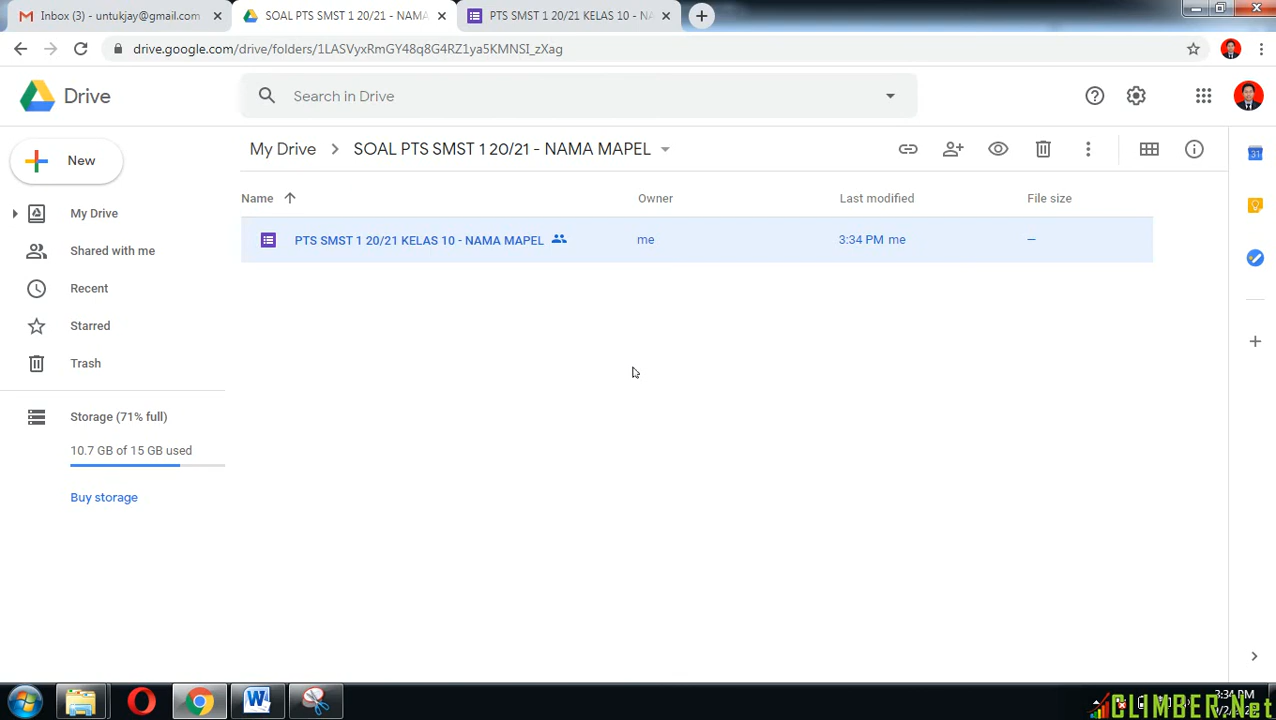 Inbox (3) - untukjay@gmail.com
SOAL PTS SMST 1 20/21 - NAMA
PTS SMST 1 20/21 KELAS 10 - NA
drive.google.com/drive/folders/1LASVyxRmGY48q8G4RZ1ya5KMNSI_zXag
Drive
Search in Drive
New
My Drive
SOAL PTS SMST 1 20/21 - NAMA MAPEL
Name
Owner
Last modified
File size
PTS SMST 1 20/21 KELAS 10 - NAMA MAPEL
me
3:34 PM me
—
My Drive
Shared with me
Recent
Starred
Trash
Storage (71% full)
10.7 GB of 15 GB used
Buy storage
31
W
3:34 PM
CLIMBER.Net